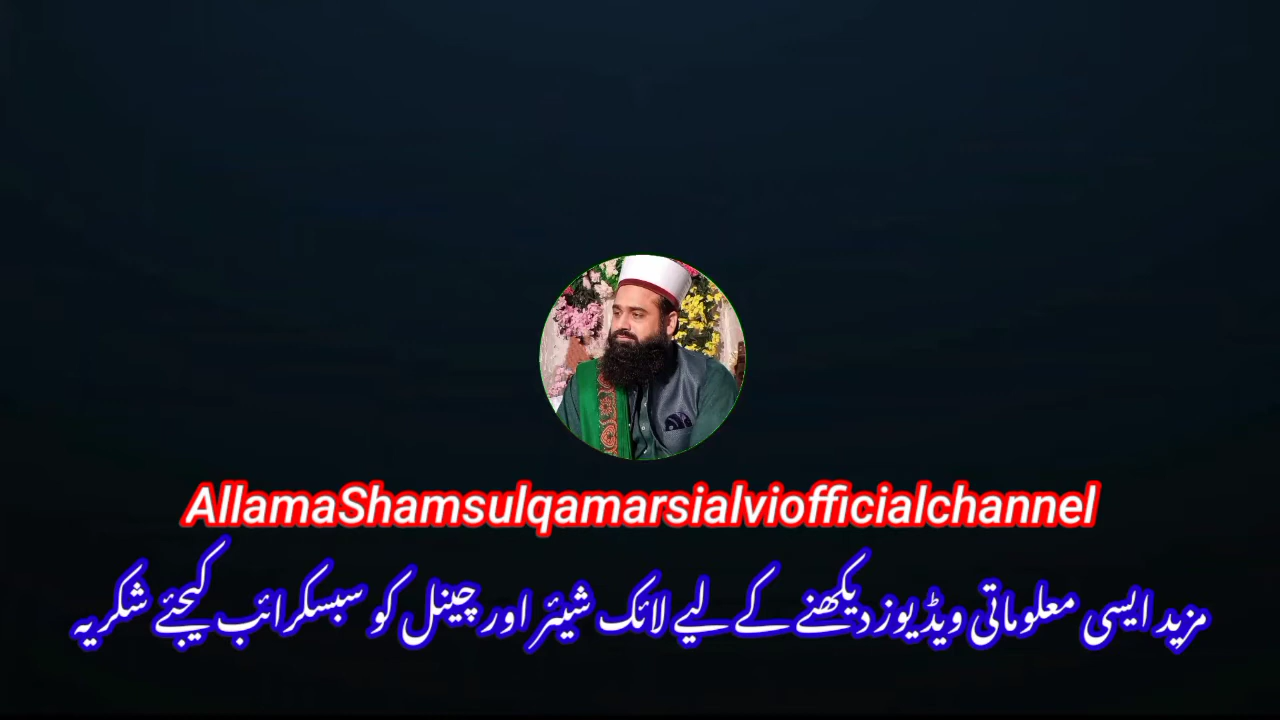 AllamaShamsulqamarsialviofficialchannel
مزید ایسی معلوماتی ویڈیوز دیکھنے کے لیے لائک شیئر اور چینل کو سبسکرائب کیجئے شکریہ